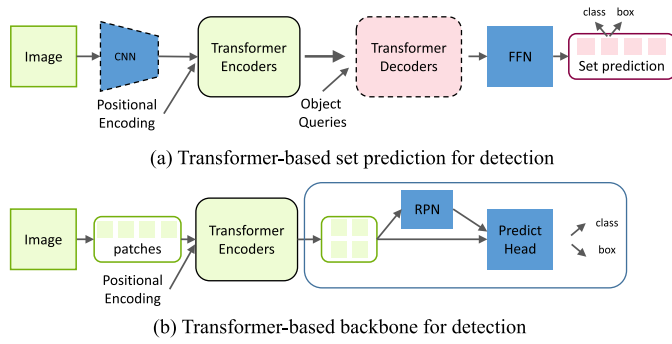 class box
Image
CNN
Transformer
Encoders
Transformer
Decoders
FFN
Set prediction
Positional
Encoding
Object
Queries
(a) Transformer-based set prediction for detection
Image
patches
Transformer
Encoders
RPN
Predict
Head
class
box
Positional
Encoding
(b) Transformer-based backbone for detection